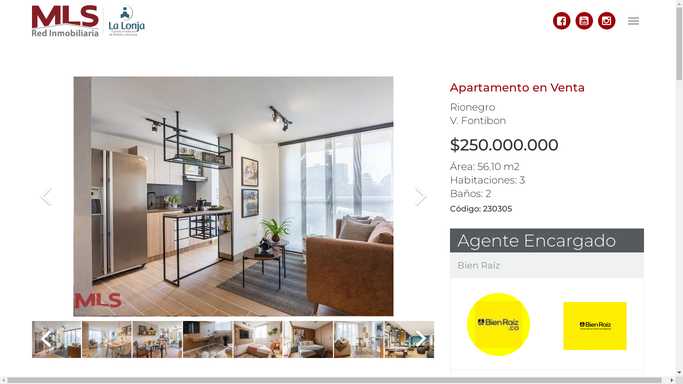 MLS
Red Inmobiliaria
La Lonja
Apartamento en Venta
Rionegro
V. Fontibon
$250.000.000
Área: 56,10 m2
Habitaciones: 3
Baños: 2
Código: 230305
MLS
Agente Encargado
Bien Raíz
Bien Raíz
.co
Bien Raíz